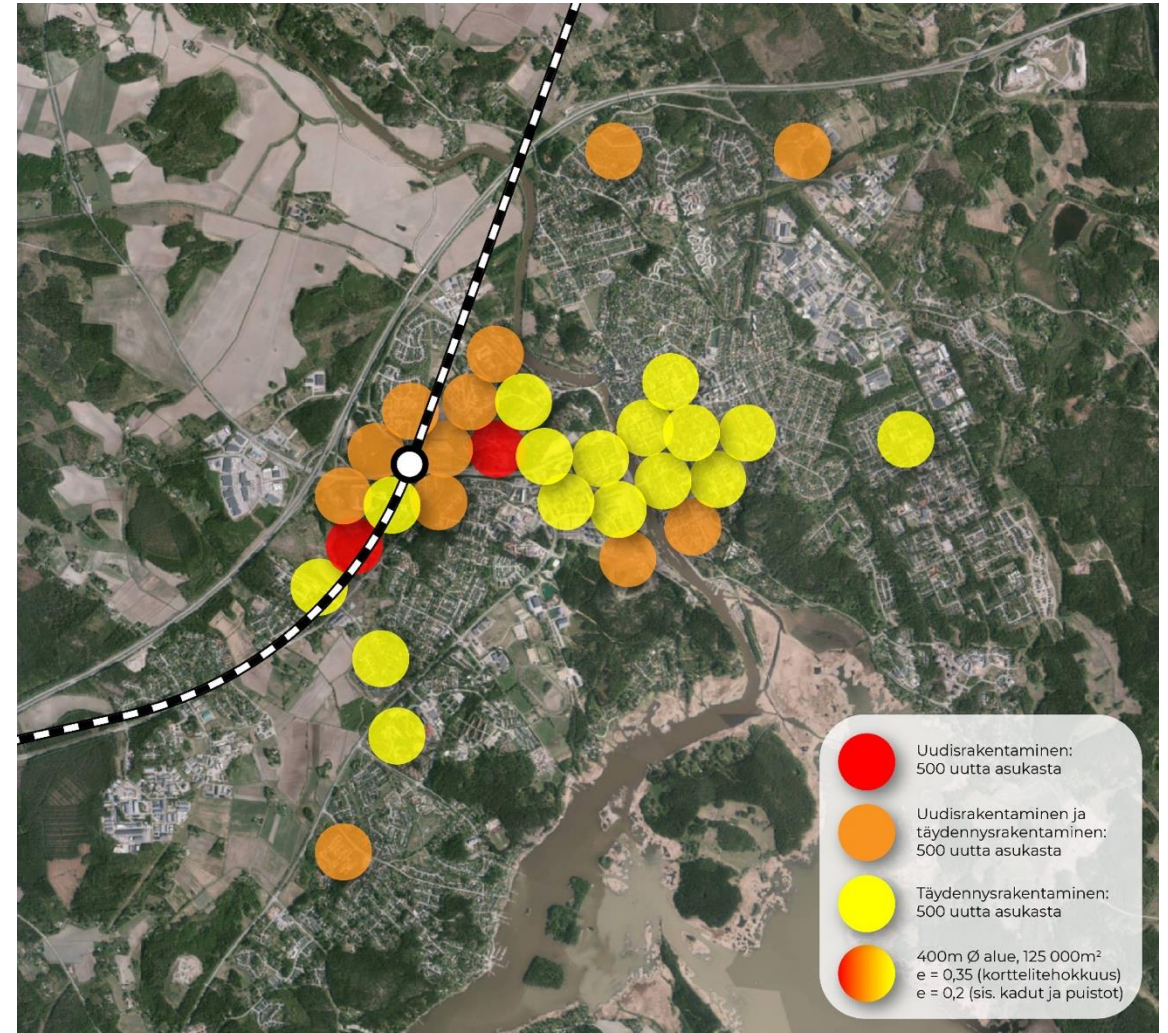 Uudisrakentaminen:
500 uutta asukasta
Uudisrakentaminen ja
täydennysrakentaminen:
500 uutta asukasta
Täydennysrakentaminen:
500 uutta asukasta
400m Ø alue, 125 000m²
e = 0,35 (korttelitehokkuus)
e = 0,2 (sis. kadut ja puistot)